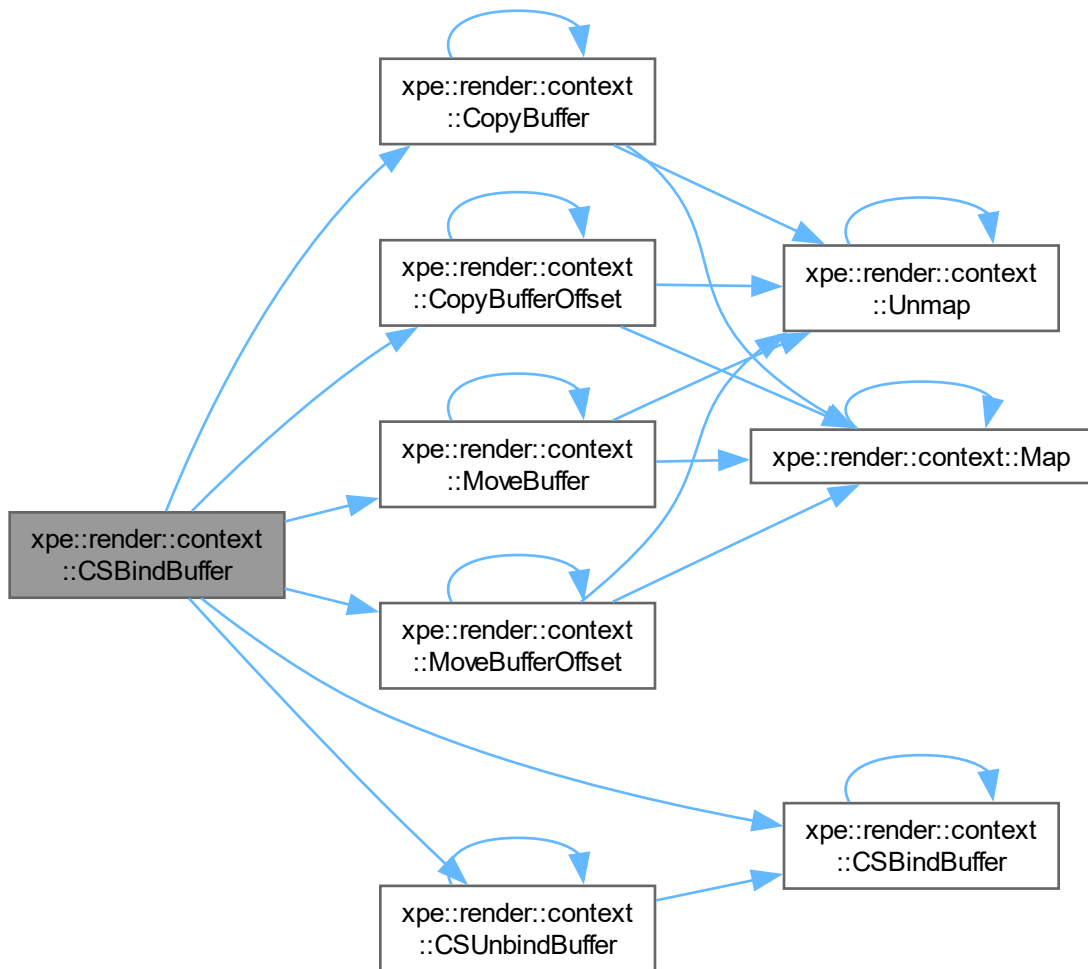 xpe::render::context
::CopyBuffer
xpe::render::context
::CopyBufferOffset
xpe::render::context
::Unmap
xpe::render::context
::MoveBuffer
xpe::render::context::Map
xpe::render::context
::CSBindBuffer
xpe::render::context
::MoveBufferOffset
xpe::render::context
::CSBindBuffer
xpe::render::context
::CSUnbindBuffer